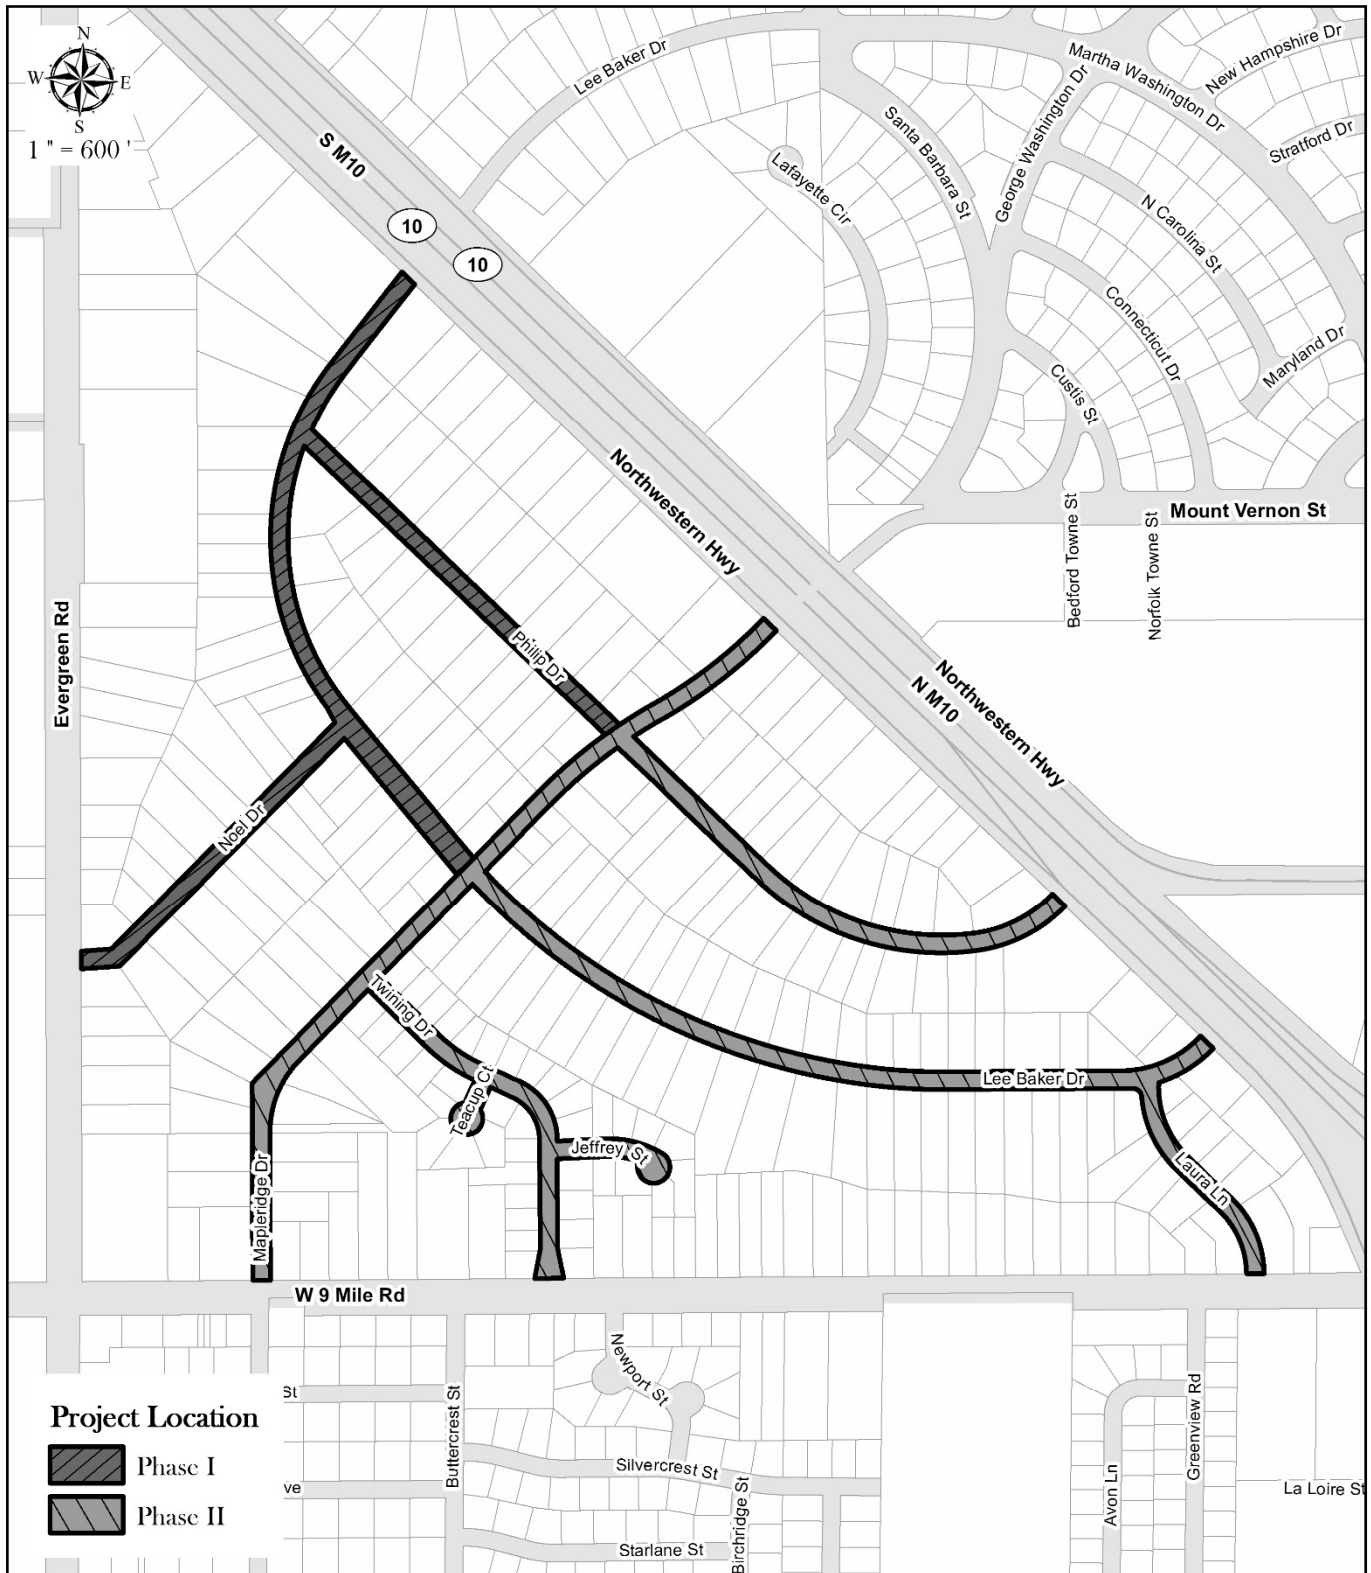 N
W E
S
1 " = 600 '
Lee Baker Dr
S M10
10
10
Martha Washington Dr
New Hampshire Dr
George Washington Dr
Santa Barbara St
Stratford Dr
Lafayette Cir
N Carolina St
Connecticut Dr
Maryland Dr
Custis St
Northwestern Hwy
Mount Vernon St
Bedford Towne St
Norfolk Towne St
Evergreen Rd
Philip Dr
Northwestern Hwy
N M10
Noel Dr
Twining Dr
Teacup Ct
Lee Baker Dr
Jeffrey St
Laura Ln
Mapleridge Dr
W 9 Mile Rd
Newport St
St
Buttercrest St
Greenview Rd
Silvercrest St
ve
Birchridge St
Avon Ln
La Loire St
Starlane St
Project Location
Phase I
Phase II